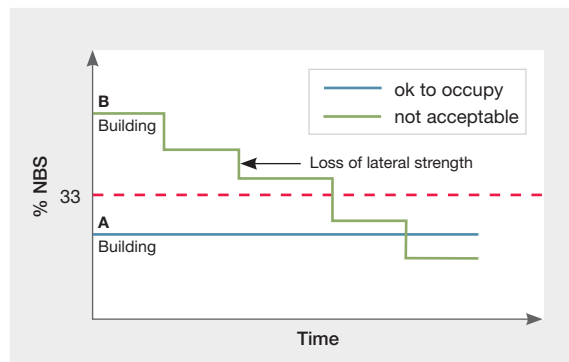 ok to occupy
not acceptable
B
Building
Loss of lateral strength
% NBS
33
A
Building
Time